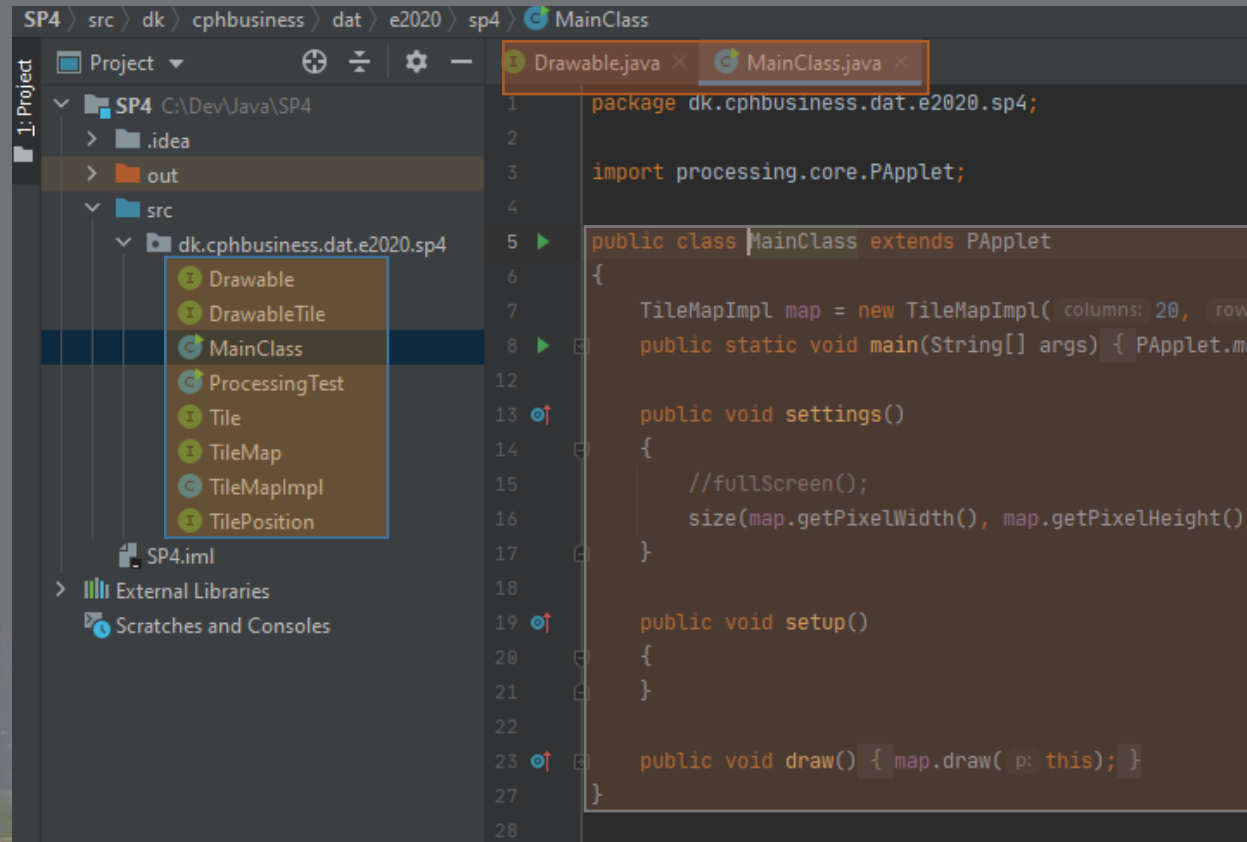 SP4 〉 src 〉 dk 〉 cphbusiness 〉 dat 〉 e2020 〉 sp4 〉 MainClass
1: Project
Project
SP4 C:\Dev\Java\SP4
.idea
out
src
dk.cphbusiness.dat.e2020.sp4
I Drawable
I DrawableTile
C MainClass
C ProcessingTest
I Tile
I TileMap
C TileMapImpl
I TilePosition
SP4.iml
External Libraries
Scratches and Consoles
I Drawable.java × C MainClass.java ×
1 package dk.cphbusiness.dat.e2020.sp4;
2
3 import processing.core.PApplet;
4
5 public class MainClass extends PApplet
6 {
7 TileMapImpl map = new TileMapImpl( columns: 20, row
8 public static void main(String[] args) { PApplet.m
12
13 public void settings()
14 {
15 //fullScreen();
16 size(map.getPixelWidth(), map.getPixelHeight()
17 }
18
19 public void setup()
20 {
21 }
22
23 public void draw() { map.draw( p: this); }
27 }
28